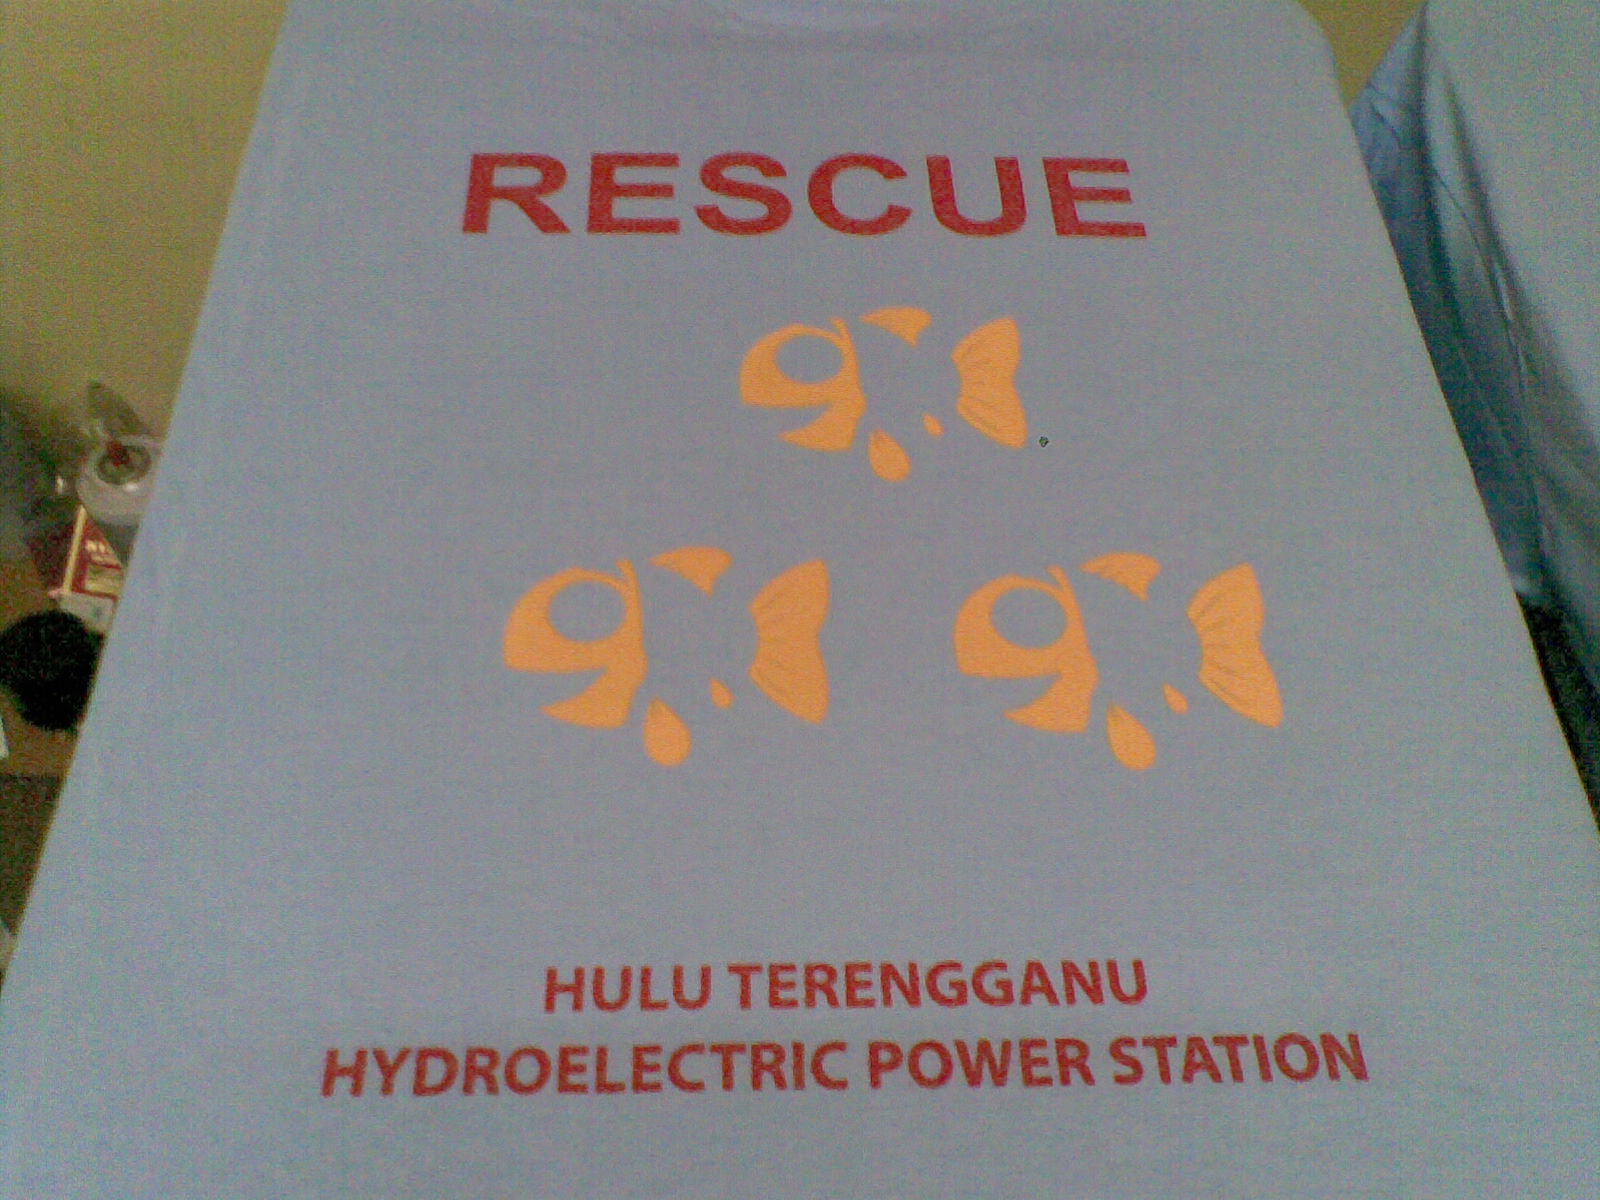 RESCUE
HULU TERENGGANU
HYDROELECTRIC POWER STATION